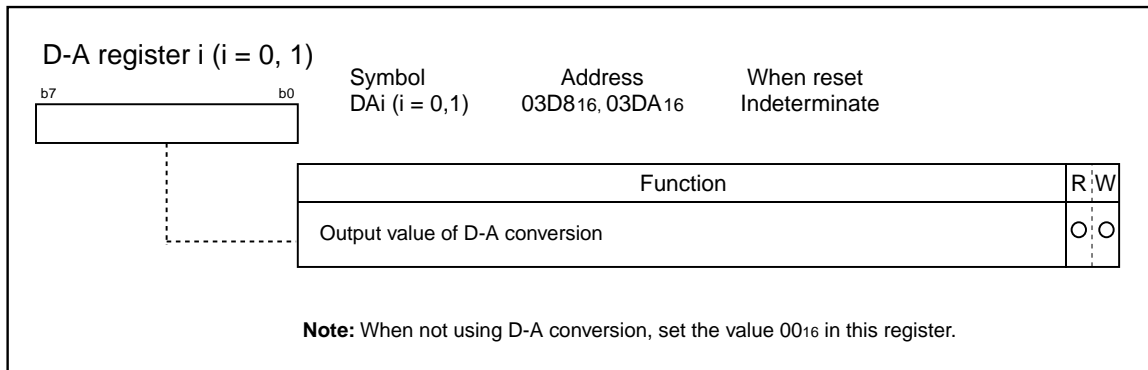 D-A register i (i = 0, 1)
b7 b0
Symbol Address When reset
DAi (i = 0,1) 03D816, 03DA16 Indeterminate
Function R W
Output value of D-A conversion O O
Note: When not using D-A conversion, set the value 0016 in this register.